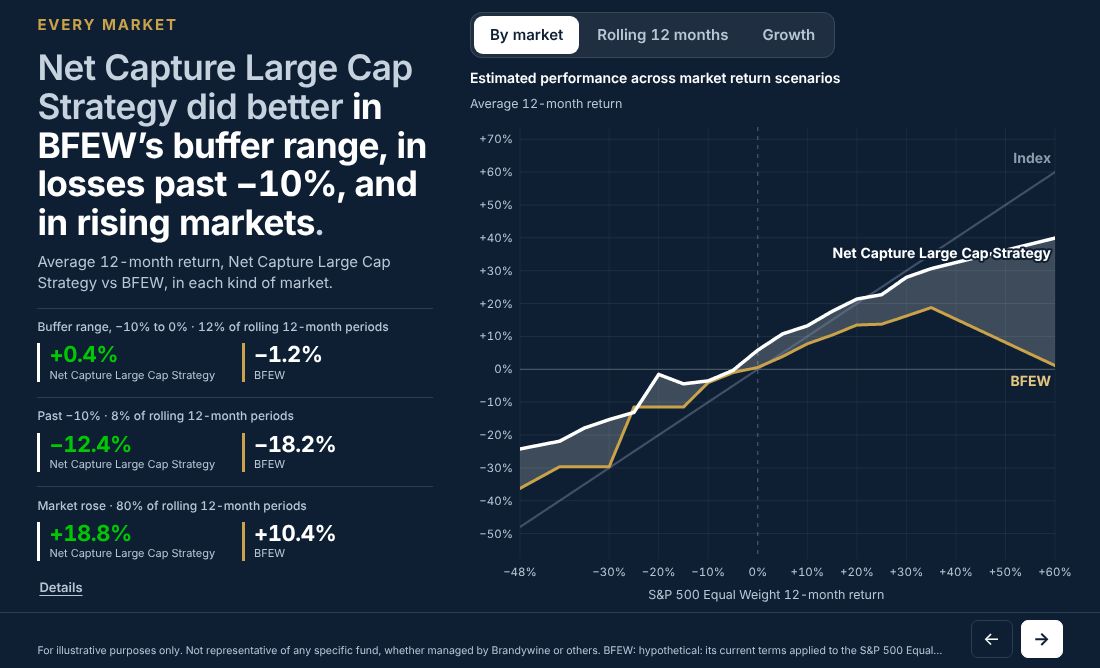 EVERY MARKET
Net Capture Large Cap
Strategy did better in
BFEW’s buffer range, in
losses past −10%, and
in rising markets.
Average 12-month return, Net Capture Large Cap
Strategy vs BFEW, in each kind of market.
Buffer range, −10% to 0% · 12% of rolling 12-month periods
+0.4%
Net Capture Large Cap Strategy
−1.2%
BFEW
Past −10% · 8% of rolling 12-month periods
−12.4%
Net Capture Large Cap Strategy
−18.2%
BFEW
Market rose · 80% of rolling 12-month periods
+18.8%
Net Capture Large Cap Strategy
+10.4%
BFEW
Details
By market
Rolling 12 months
Growth
Estimated performance across market return scenarios
Average 12-month return
+70%
+60%
+50%
+40%
+30%
+20%
+10%
0%
−10%
−20%
−30%
−40%
−50%
Index
Net Capture Large Cap Strategy
BFEW
−48%
−30%
−20%
−10%
0%
+10%
+20%
+30%
+40%
+50%
+60%
S&P 500 Equal Weight 12-month return
For illustrative purposes only. Not representative of any specific fund, whether managed by Brandywine or others. BFEW: hypothetical: its current terms applied to the S&P 500 Equal…